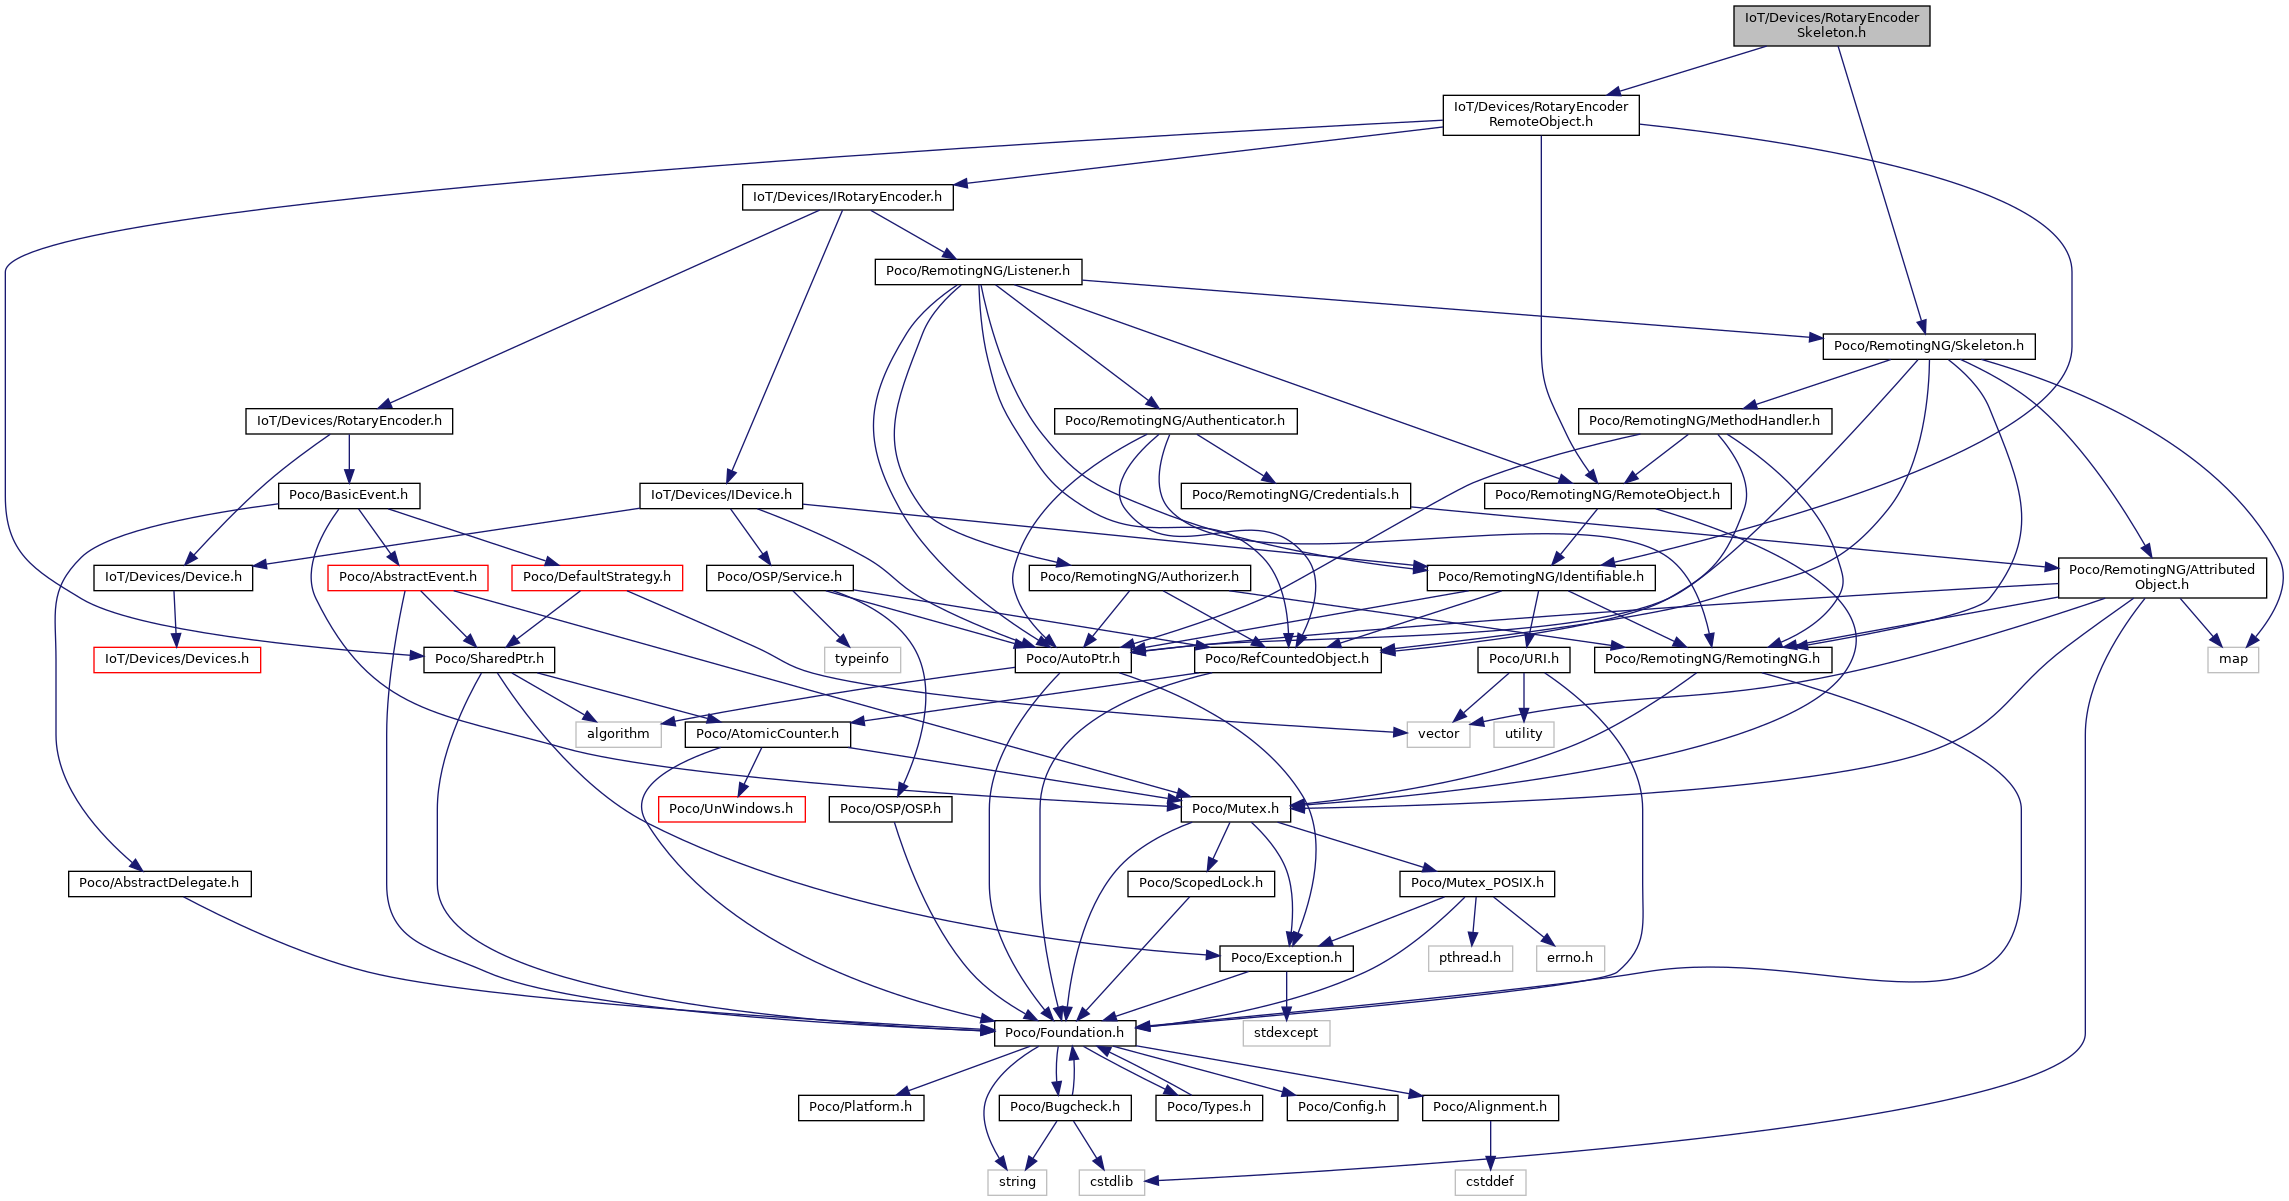 IoT/Devices/RotaryEncoder
Skeleton.h
IoT/Devices/RotaryEncoder
RemoteObject.h
IoT/Devices/IRotaryEncoder.h
Poco/RemotingNG/Listener.h
Poco/RemotingNG/Skeleton.h
IoT/Devices/RotaryEncoder.h
Poco/RemotingNG/Authenticator.h
Poco/RemotingNG/MethodHandler.h
Poco/BasicEvent.h
IoT/Devices/IDevice.h
Poco/RemotingNG/Credentials.h
Poco/RemotingNG/RemoteObject.h
IoT/Devices/Device.h
Poco/AbstractEvent.h
Poco/DefaultStrategy.h
Poco/OSP/Service.h
Poco/RemotingNG/Authorizer.h
Poco/RemotingNG/Identifiable.h
Poco/RemotingNG/Attributed
Object.h
IoT/Devices/Devices.h
Poco/SharedPtr.h
typeinfo
Poco/AutoPtr.h
Poco/RefCountedObject.h
Poco/URI.h
Poco/RemotingNG/RemotingNG.h
map
algorithm
Poco/AtomicCounter.h
vector
utility
Poco/UnWindows.h
Poco/OSP/OSP.h
Poco/Mutex.h
Poco/AbstractDelegate.h
Poco/ScopedLock.h
Poco/Mutex_POSIX.h
Poco/Exception.h
pthread.h
errno.h
Poco/Foundation.h
stdexcept
Poco/Platform.h
Poco/Bugcheck.h
Poco/Types.h
Poco/Config.h
Poco/Alignment.h
string
cstdlib
cstddef